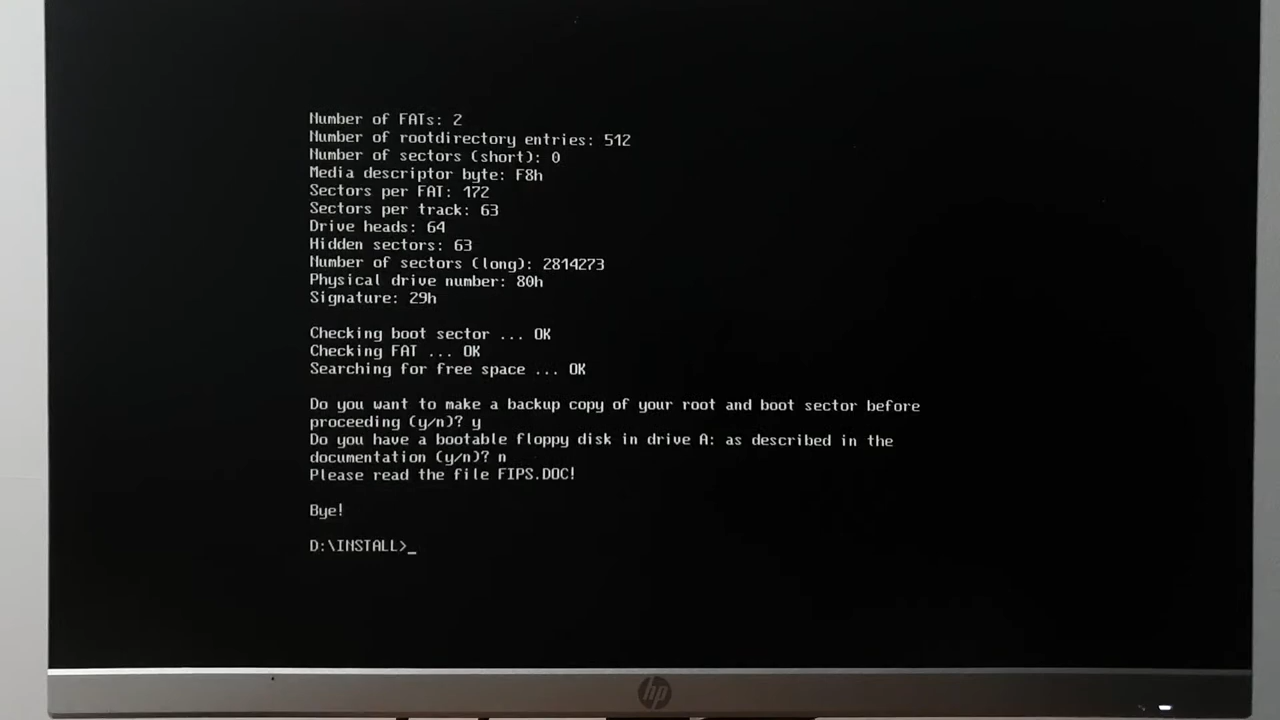 Number of FATs: 2
Number of rootdirectory entries: 512
Number of sectors (short): 0
Media descriptor byte: F8h
Sectors per FAT: 172
Sectors per track: 63
Drive heads: 64
Hidden sectors: 63
Number of sectors (long): 2814273
Physical drive number: 80h
Signature: 29h
Checking boot sector ... OK
Checking FAT ... OK
Searching for free space ... OK
Do you want to make a backup copy of your root and boot sector before
proceeding (y/n)? y
Do you have a bootable floppy disk in drive A: as described in the
documentation (y/n)? n
Please read the file FIPS.DOC!
Bye!
D:\INSTALL>_
hp